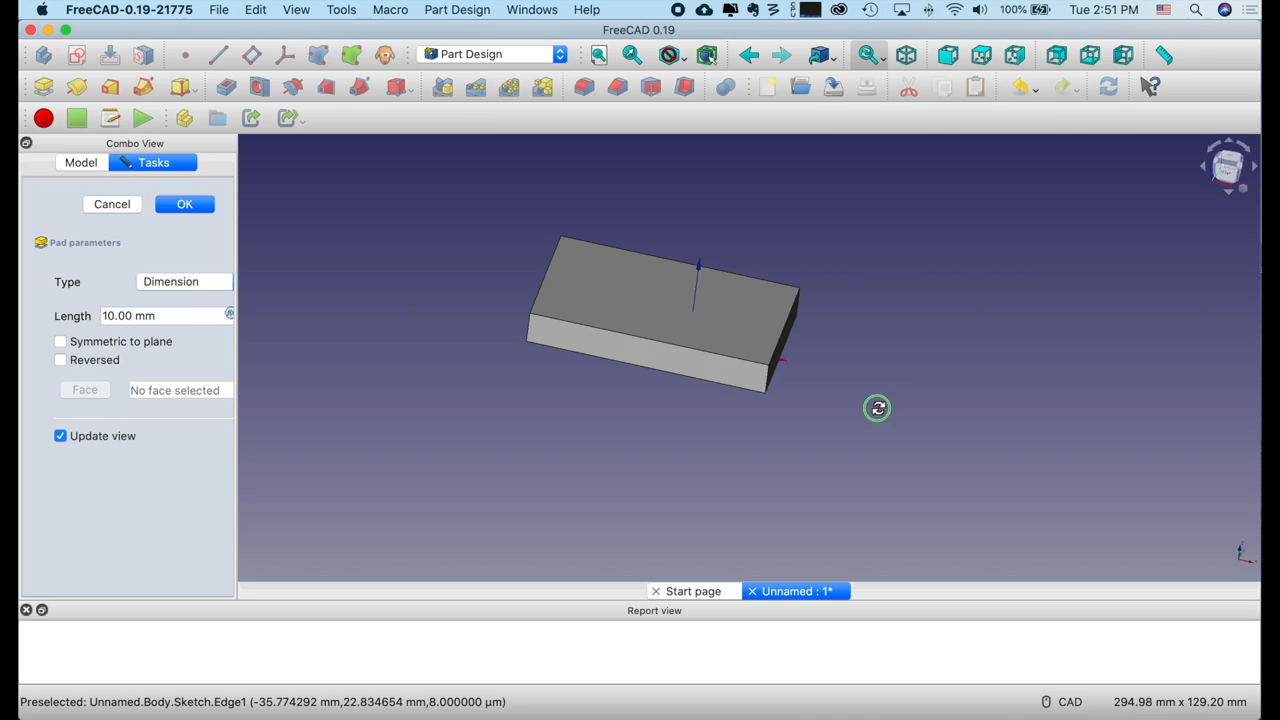 FreeCAD-0.19-21775 File Edit View Tools Macro Part Design Windows Help 100% Tue 2:51 PM
FreeCAD 0.19
Part Design
Combo View
Model Tasks
Cancel OK
Pad parameters
Type Dimension
Length 10.00 mm
Symmetric to plane
Reversed
Face No face selected
Update view
Start page Unnamed : 1*
Report view
Preselected: Unnamed.Body.Sketch.Edge1 (-35.774292 mm,22.834654 mm,8.000000 µm) CAD 294.98 mm x 129.20 mm